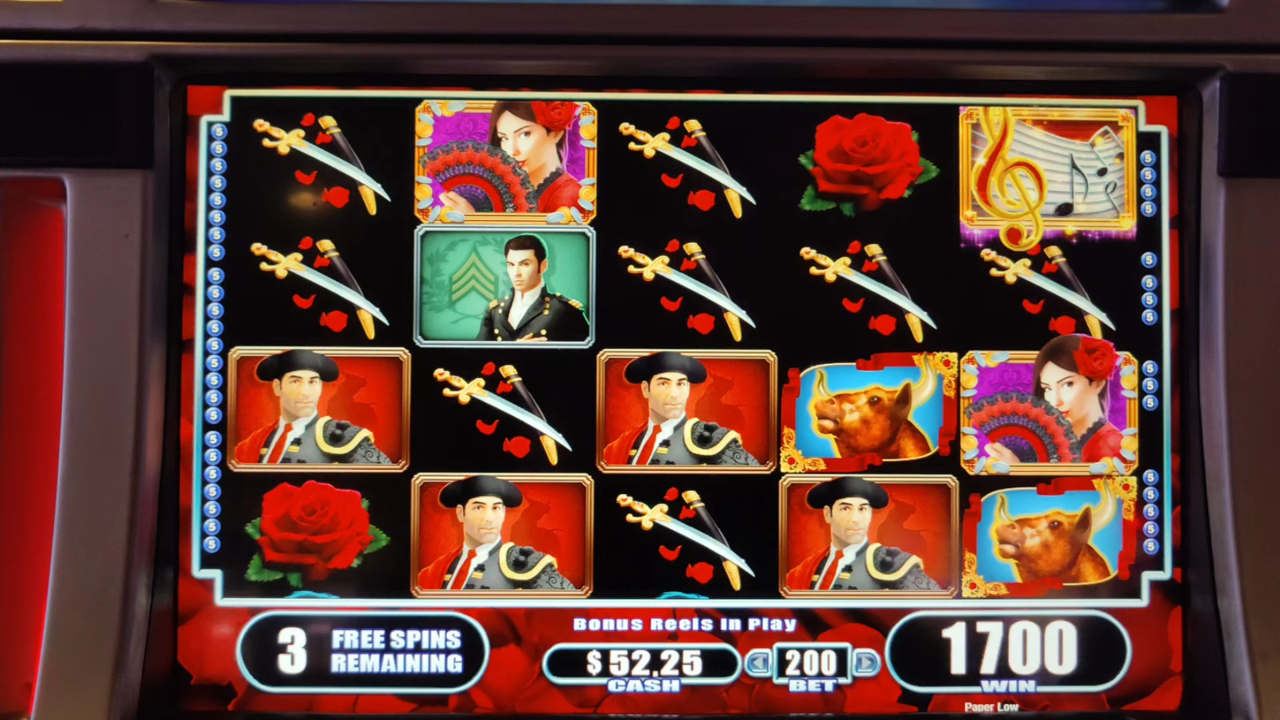 3 FREE SPINS
REMAINING
Bonus Reels In Play
$52,25
CASH
200
BET
1700
WIN
Paper Low